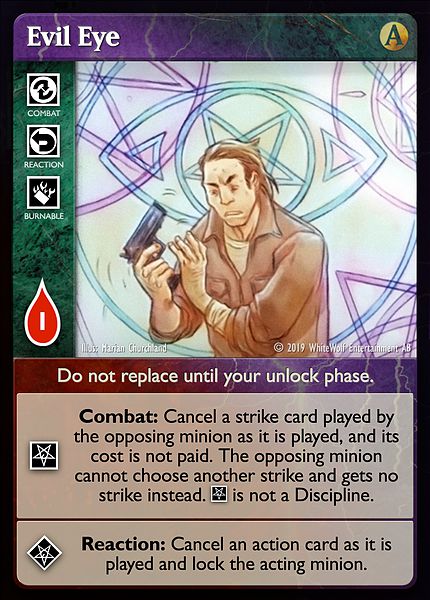 Evil Eye
A
COMBAT
REACTION
BURNABLE
1
Illus: Marian Churchland
© 2019 WhiteWolf Entertainment AB
Do not replace until your unlock phase.
Combat: Cancel a strike card played by
the opposing minion as it is played, and its
cost is not paid. The opposing minion
cannot choose another strike and gets no
strike instead. is not a Discipline.
Reaction: Cancel an action card as it is
played and lock the acting minion.